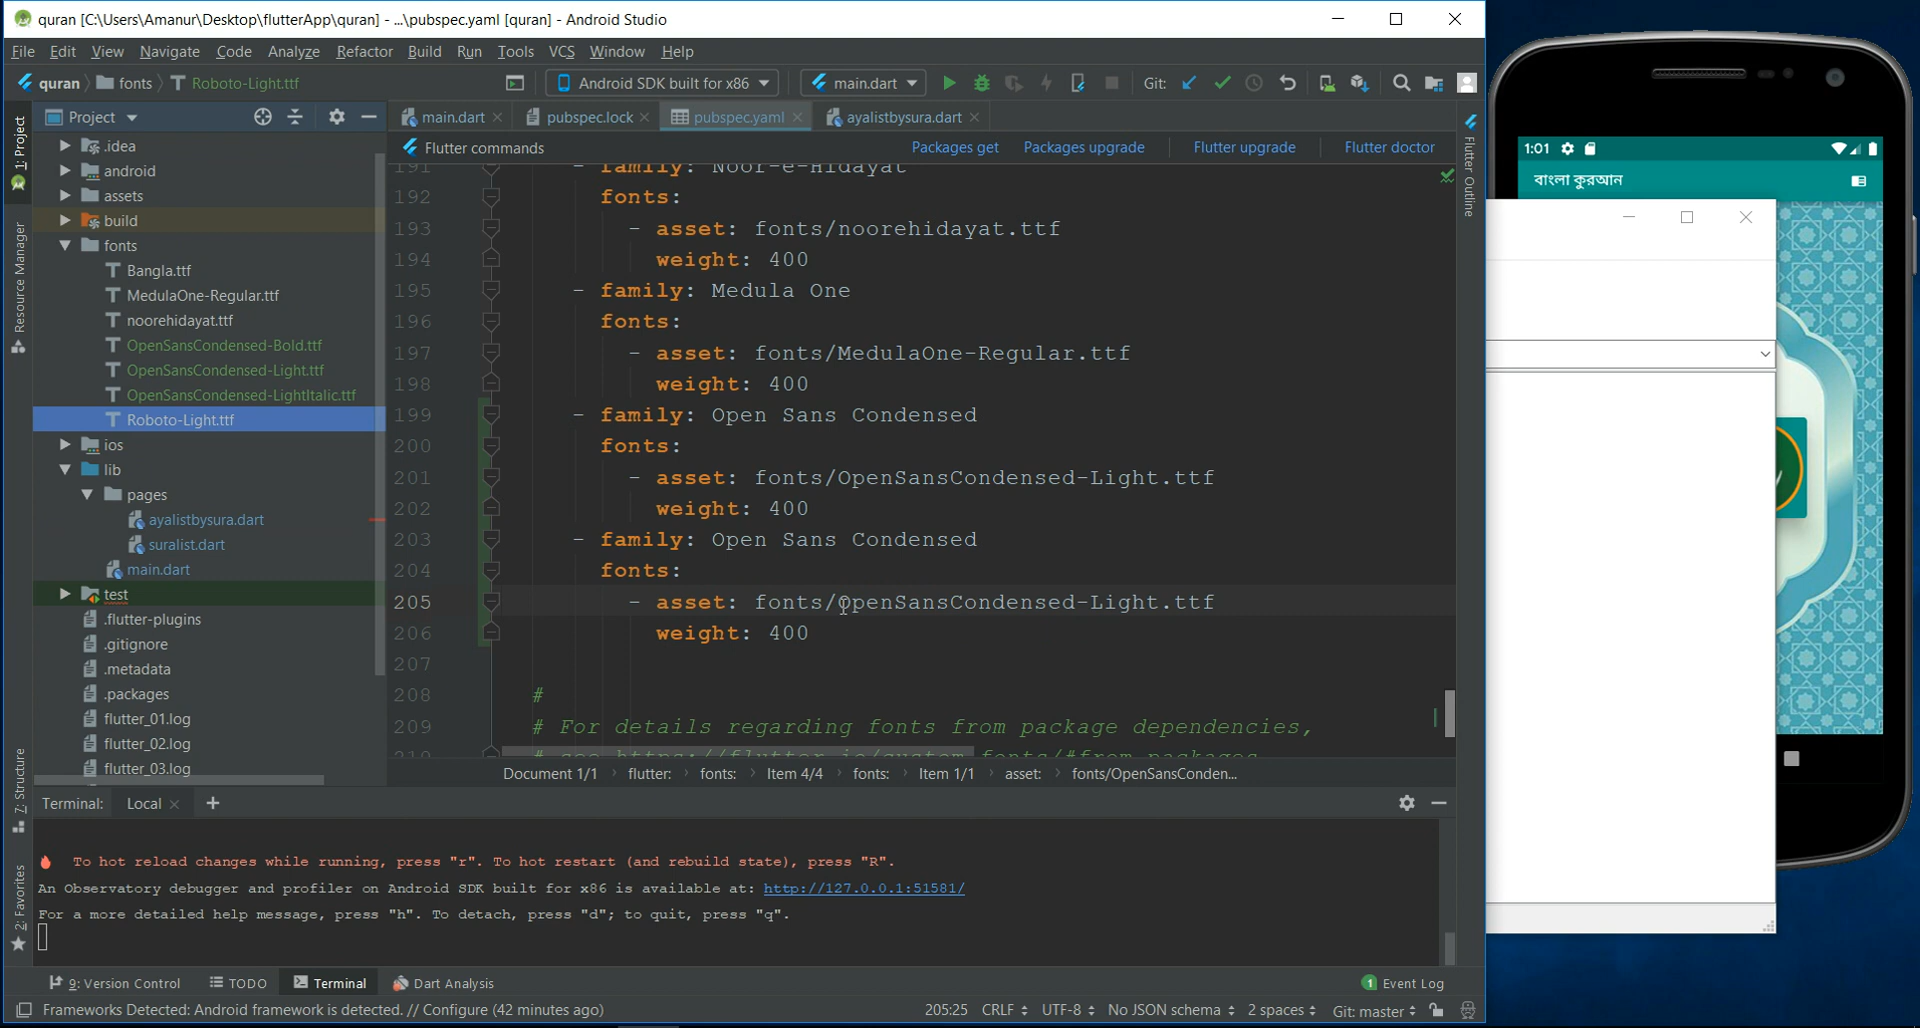 quran [C:\Users\Amanur\Desktop\flutterApp\quran] - ...\pubspec.yaml [quran] - Android Studio
File Edit View Navigate Code Analyze Refactor Build Run Tools VCS Window Help
quran fonts Roboto-Light.ttf Android SDK built for x86 main.dart Git:
Project main.dart pubspec.lock pubspec.yaml ayalistbysura.dart
Flutter commands Packages get Packages upgrade Flutter upgrade Flutter doctor
1: Project
Resource Manager
7: Structure
2: Favorites
Flutter Outline
.idea
android
assets
build
fonts
Bangla.ttf
MedulaOne-Regular.ttf
noorehidayat.ttf
OpenSansCondensed-Bold.ttf
OpenSansCondensed-Light.ttf
OpenSansCondensed-LightItalic.ttf
Roboto-Light.ttf
ios
lib
pages
ayalistbysura.dart
suralist.dart
main.dart
test
.flutter-plugins
.gitignore
.metadata
.packages
flutter_01.log
flutter_02.log
flutter_03.log
191 - family: Noor-e-Hidayat
192 fonts:
193 - asset: fonts/noorehidayat.ttf
194 weight: 400
195 - family: Medula One
196 fonts:
197 - asset: fonts/MedulaOne-Regular.ttf
198 weight: 400
199 - family: Open Sans Condensed
200 fonts:
201 - asset: fonts/OpenSansCondensed-Light.ttf
202 weight: 400
203 - family: Open Sans Condensed
204 fonts:
205 - asset: fonts/OpenSansCondensed-Light.ttf
206 weight: 400
207
208 #
209 # For details regarding fonts from package dependencies,
210 # see https://flutter.io/custom-fonts/#from-packages
Document 1/1 flutter: fonts: Item 4/4 fonts: Item 1/1 asset: fonts/OpenSansConden...
Terminal: Local +
To hot reload changes while running, press "r". To hot restart (and rebuild state), press "R".
An Observatory debugger and profiler on Android SDK built for x86 is available at: http://127.0.0.1:51581/
For a more detailed help message, press "h". To detach, press "d"; to quit, press "q".
9: Version Control TODO Terminal Dart Analysis 1 Event Log
Frameworks Detected: Android framework is detected. // Configure (42 minutes ago) 205:25 CRLF UTF-8 No JSON schema 2 spaces Git: master
1:01
বাংলা কুরআন